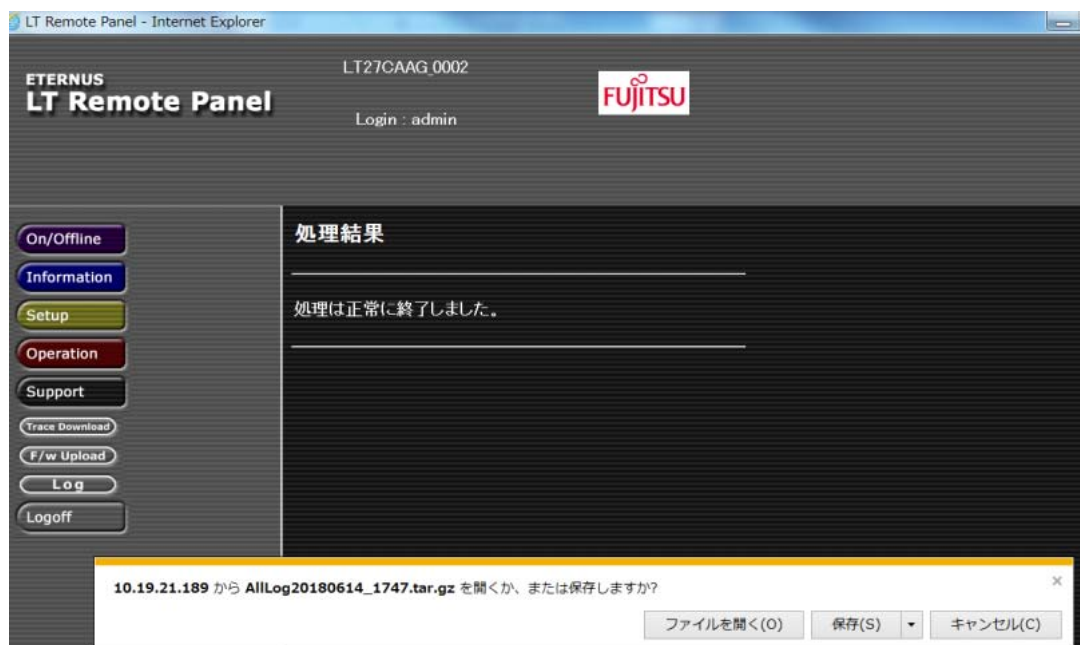 LT Remote Panel - Internet Explorer
ETERNUS
LT Remote Panel
LT27CAAG_0002
Login : admin
FUJITSU
On/Offline
Information
Setup
Operation
Support
Trace Download
F/w Upload
Log
Logoff
処理結果
処理は正常に終了しました。
10.19.21.189 から AllLog20180614_1747.tar.gz を開くか、または保存しますか?
×
ファイルを開く(O)
保存(S)
キャンセル(C)